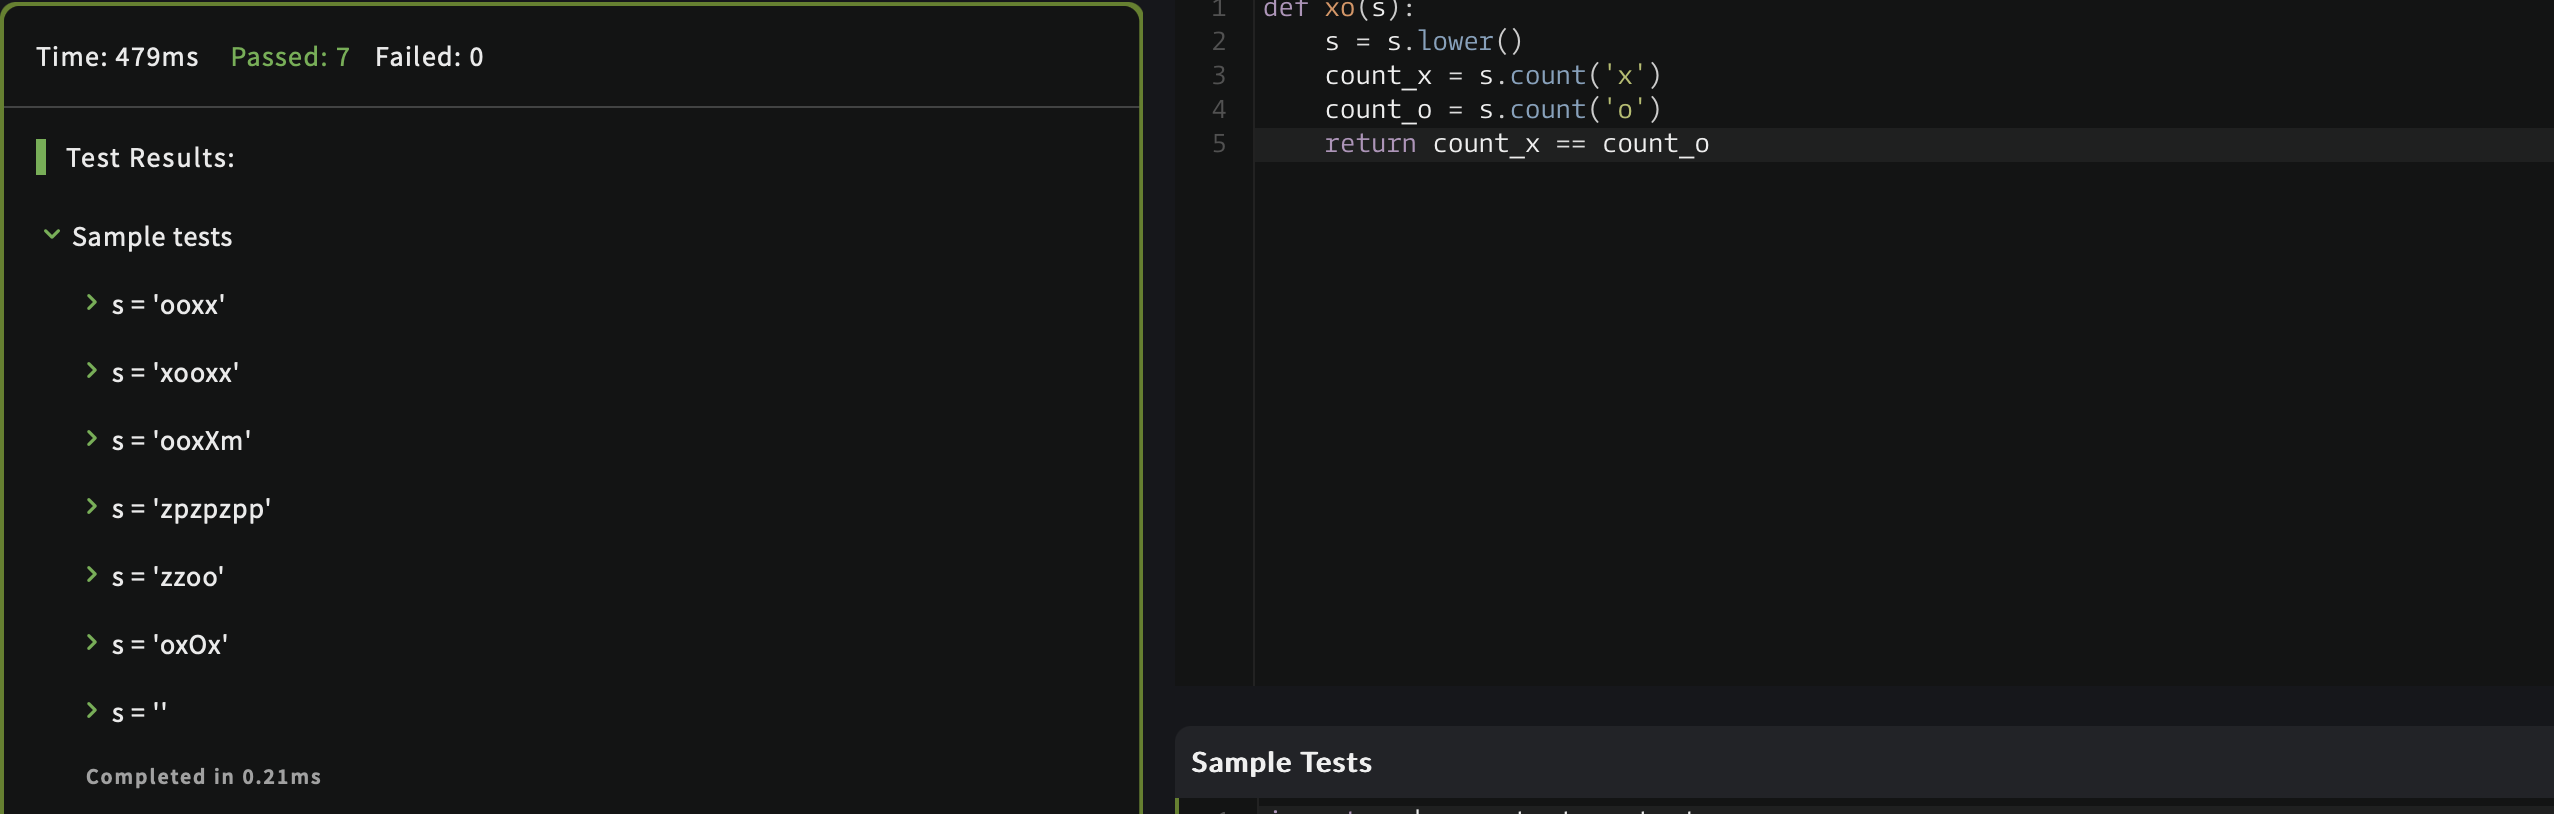 Time: 479ms Passed: 7 Failed: 0
Test Results:
Sample tests
s = 'ooxx'
s = 'xooxx'
s = 'ooxXm'
s = 'zpzpzpp'
s = 'zzoo'
s = 'oxOx'
s = ''
Completed in 0.21ms
1 def xo(s):
2 s = s.lower()
3 count_x = s.count('x')
4 count_o = s.count('o')
5 return count_x == count_o
Sample Tests